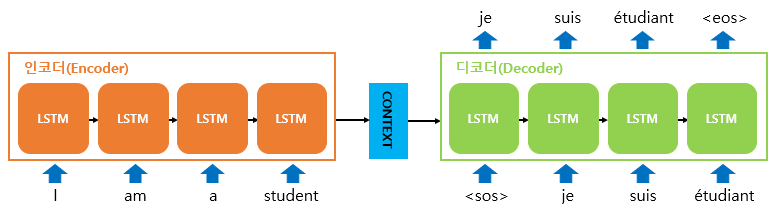 je suis étudiant <eos>
인코더(Encoder)
디코더(Decoder)
LSTM LSTM LSTM LSTM
CONTEXT
LSTM LSTM LSTM LSTM
I am a student
<sos> je suis étudiant